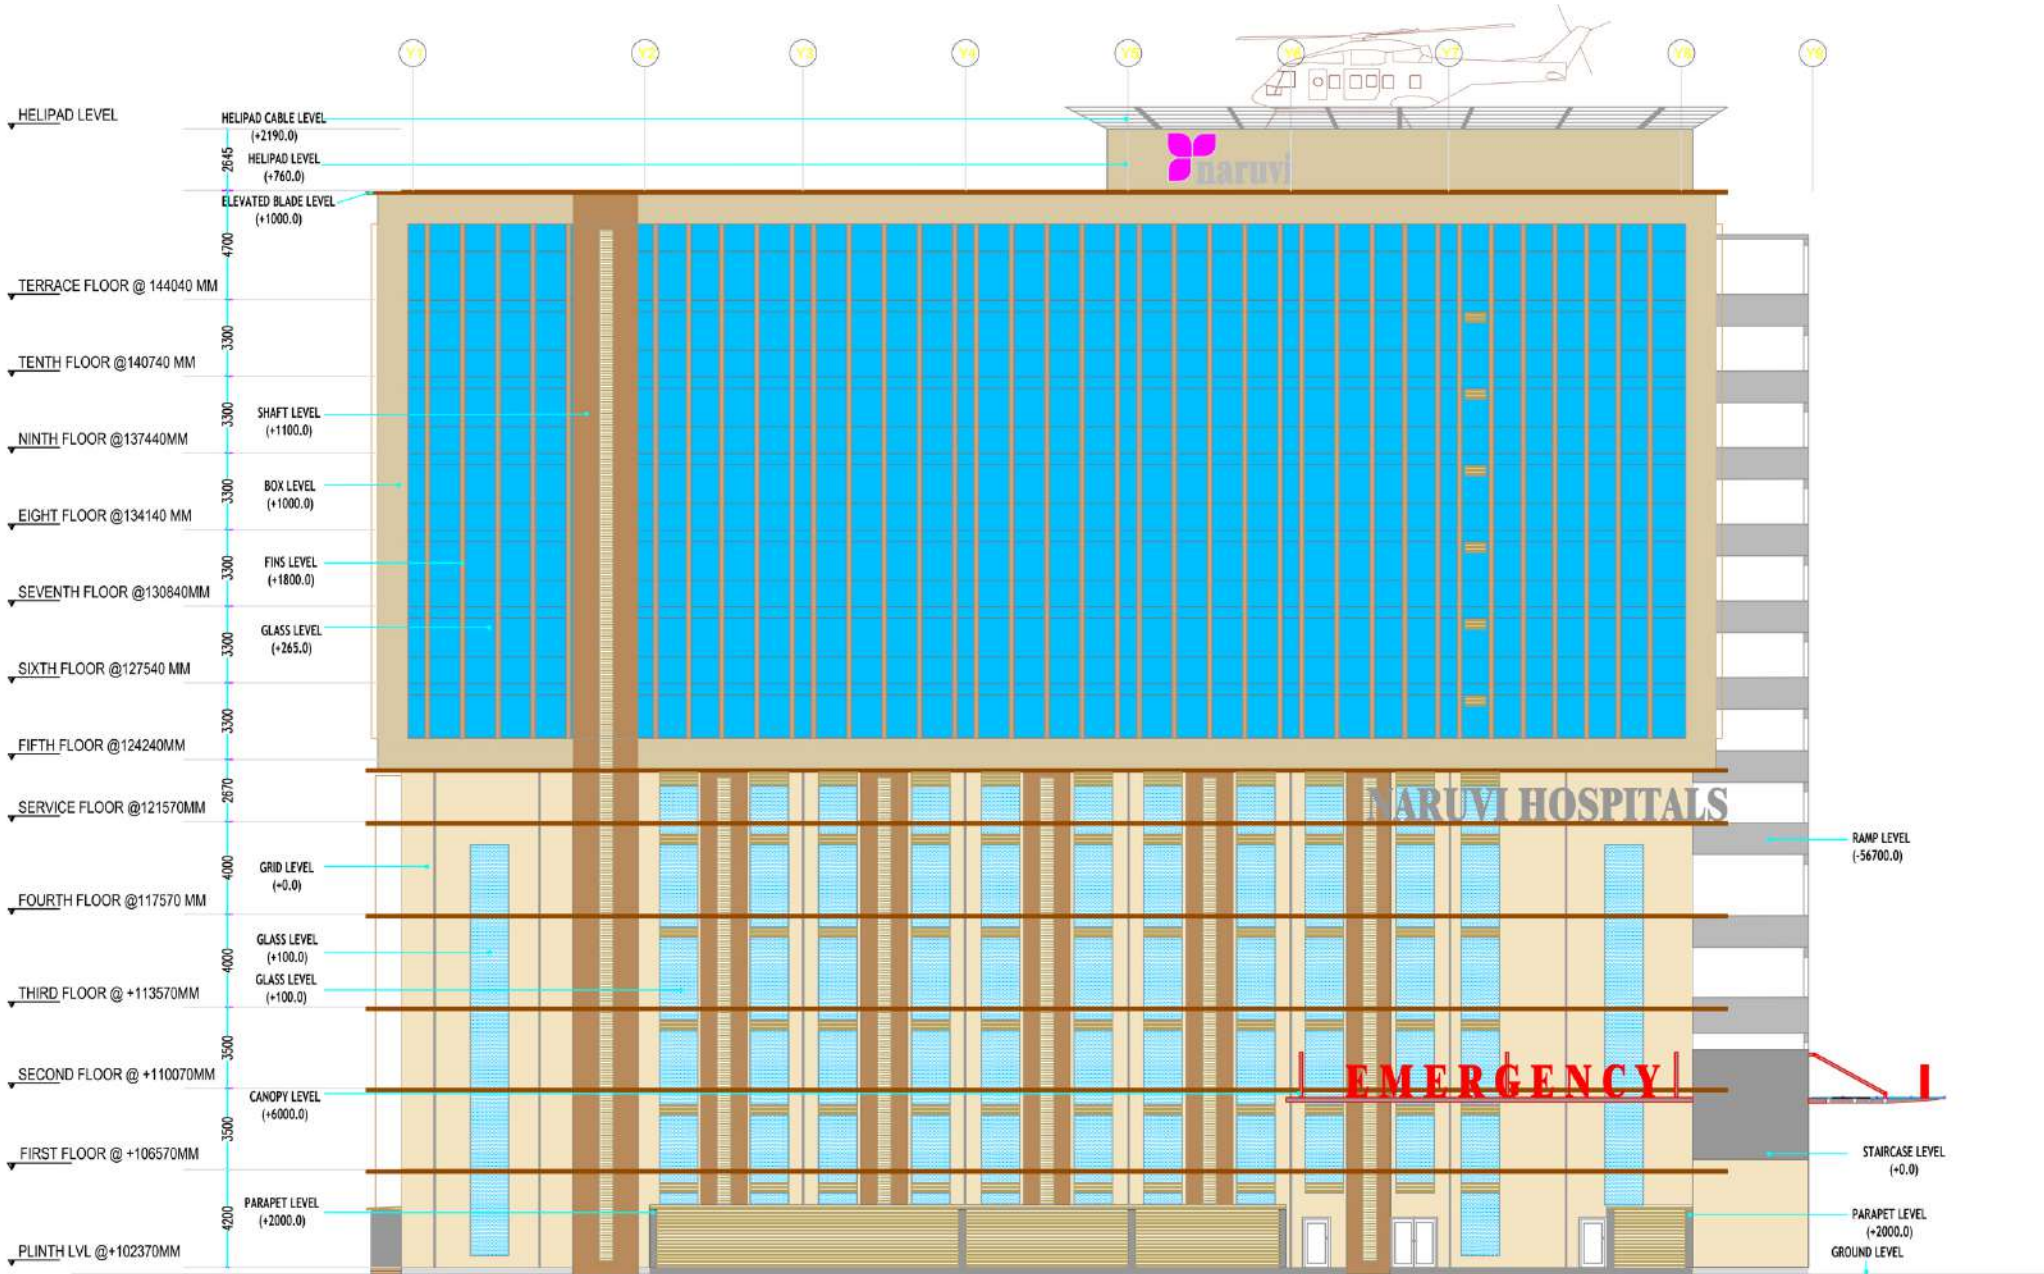 Y1
Y2
Y3
Y4
Y5
Y6
Y7
Y8
Y9
HELIPAD LEVEL
HELIPAD CABLE LEVEL
(+2190.0)
2645
HELIPAD LEVEL
(+760.0)
naruvi
ELEVATED BLADE LEVEL
(+1000.0)
4700
TERRACE FLOOR @ 144040 MM
3300
TENTH FLOOR @140740 MM
3300
SHAFT LEVEL
(+1100.0)
NINTH FLOOR @137440MM
3300
BOX LEVEL
(+1000.0)
EIGHT FLOOR @134140 MM
3300
FINS LEVEL
(+1800.0)
SEVENTH FLOOR @130840MM
3300
GLASS LEVEL
(+265.0)
SIXTH FLOOR @127540 MM
3300
FIFTH FLOOR @124240MM
2670
SERVICE FLOOR @121570MM
NARUVI HOSPITALS
RAMP LEVEL
(-56700.0)
4000
GRID LEVEL
(+0.0)
FOURTH FLOOR @117570 MM
4000
GLASS LEVEL
(+100.0)
GLASS LEVEL
(+100.0)
THIRD FLOOR @ +113570MM
3500
SECOND FLOOR @ +110070MM
EMERGENCY
CANOPY LEVEL
(+6000.0)
3500
FIRST FLOOR @ +106570MM
STAIRCASE LEVEL
(+0.0)
4200
PARAPET LEVEL
(+2000.0)
PARAPET LEVEL
(+2000.0)
PLINTH LVL @+102370MM
GROUND LEVEL